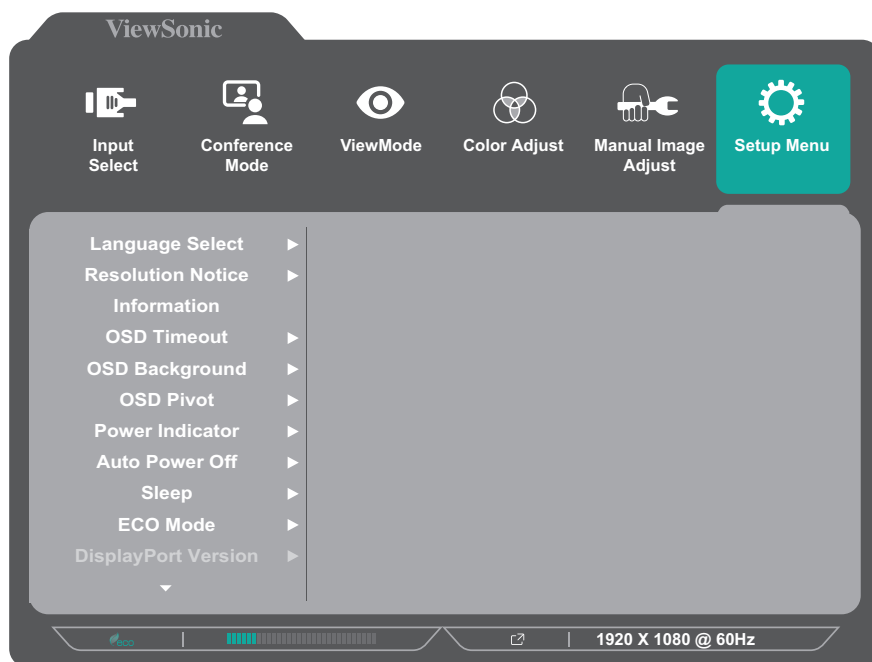 ViewSonic
Input
Select
Conference
Mode
ViewMode
Color Adjust
Manual Image
Adjust
Setup Menu
Language Select
Resolution Notice
Information
OSD Timeout
OSD Background
OSD Pivot
Power Indicator
Auto Power Off
Sleep
ECO Mode
DisplayPort Version
eco
1920 X 1080 @ 60Hz